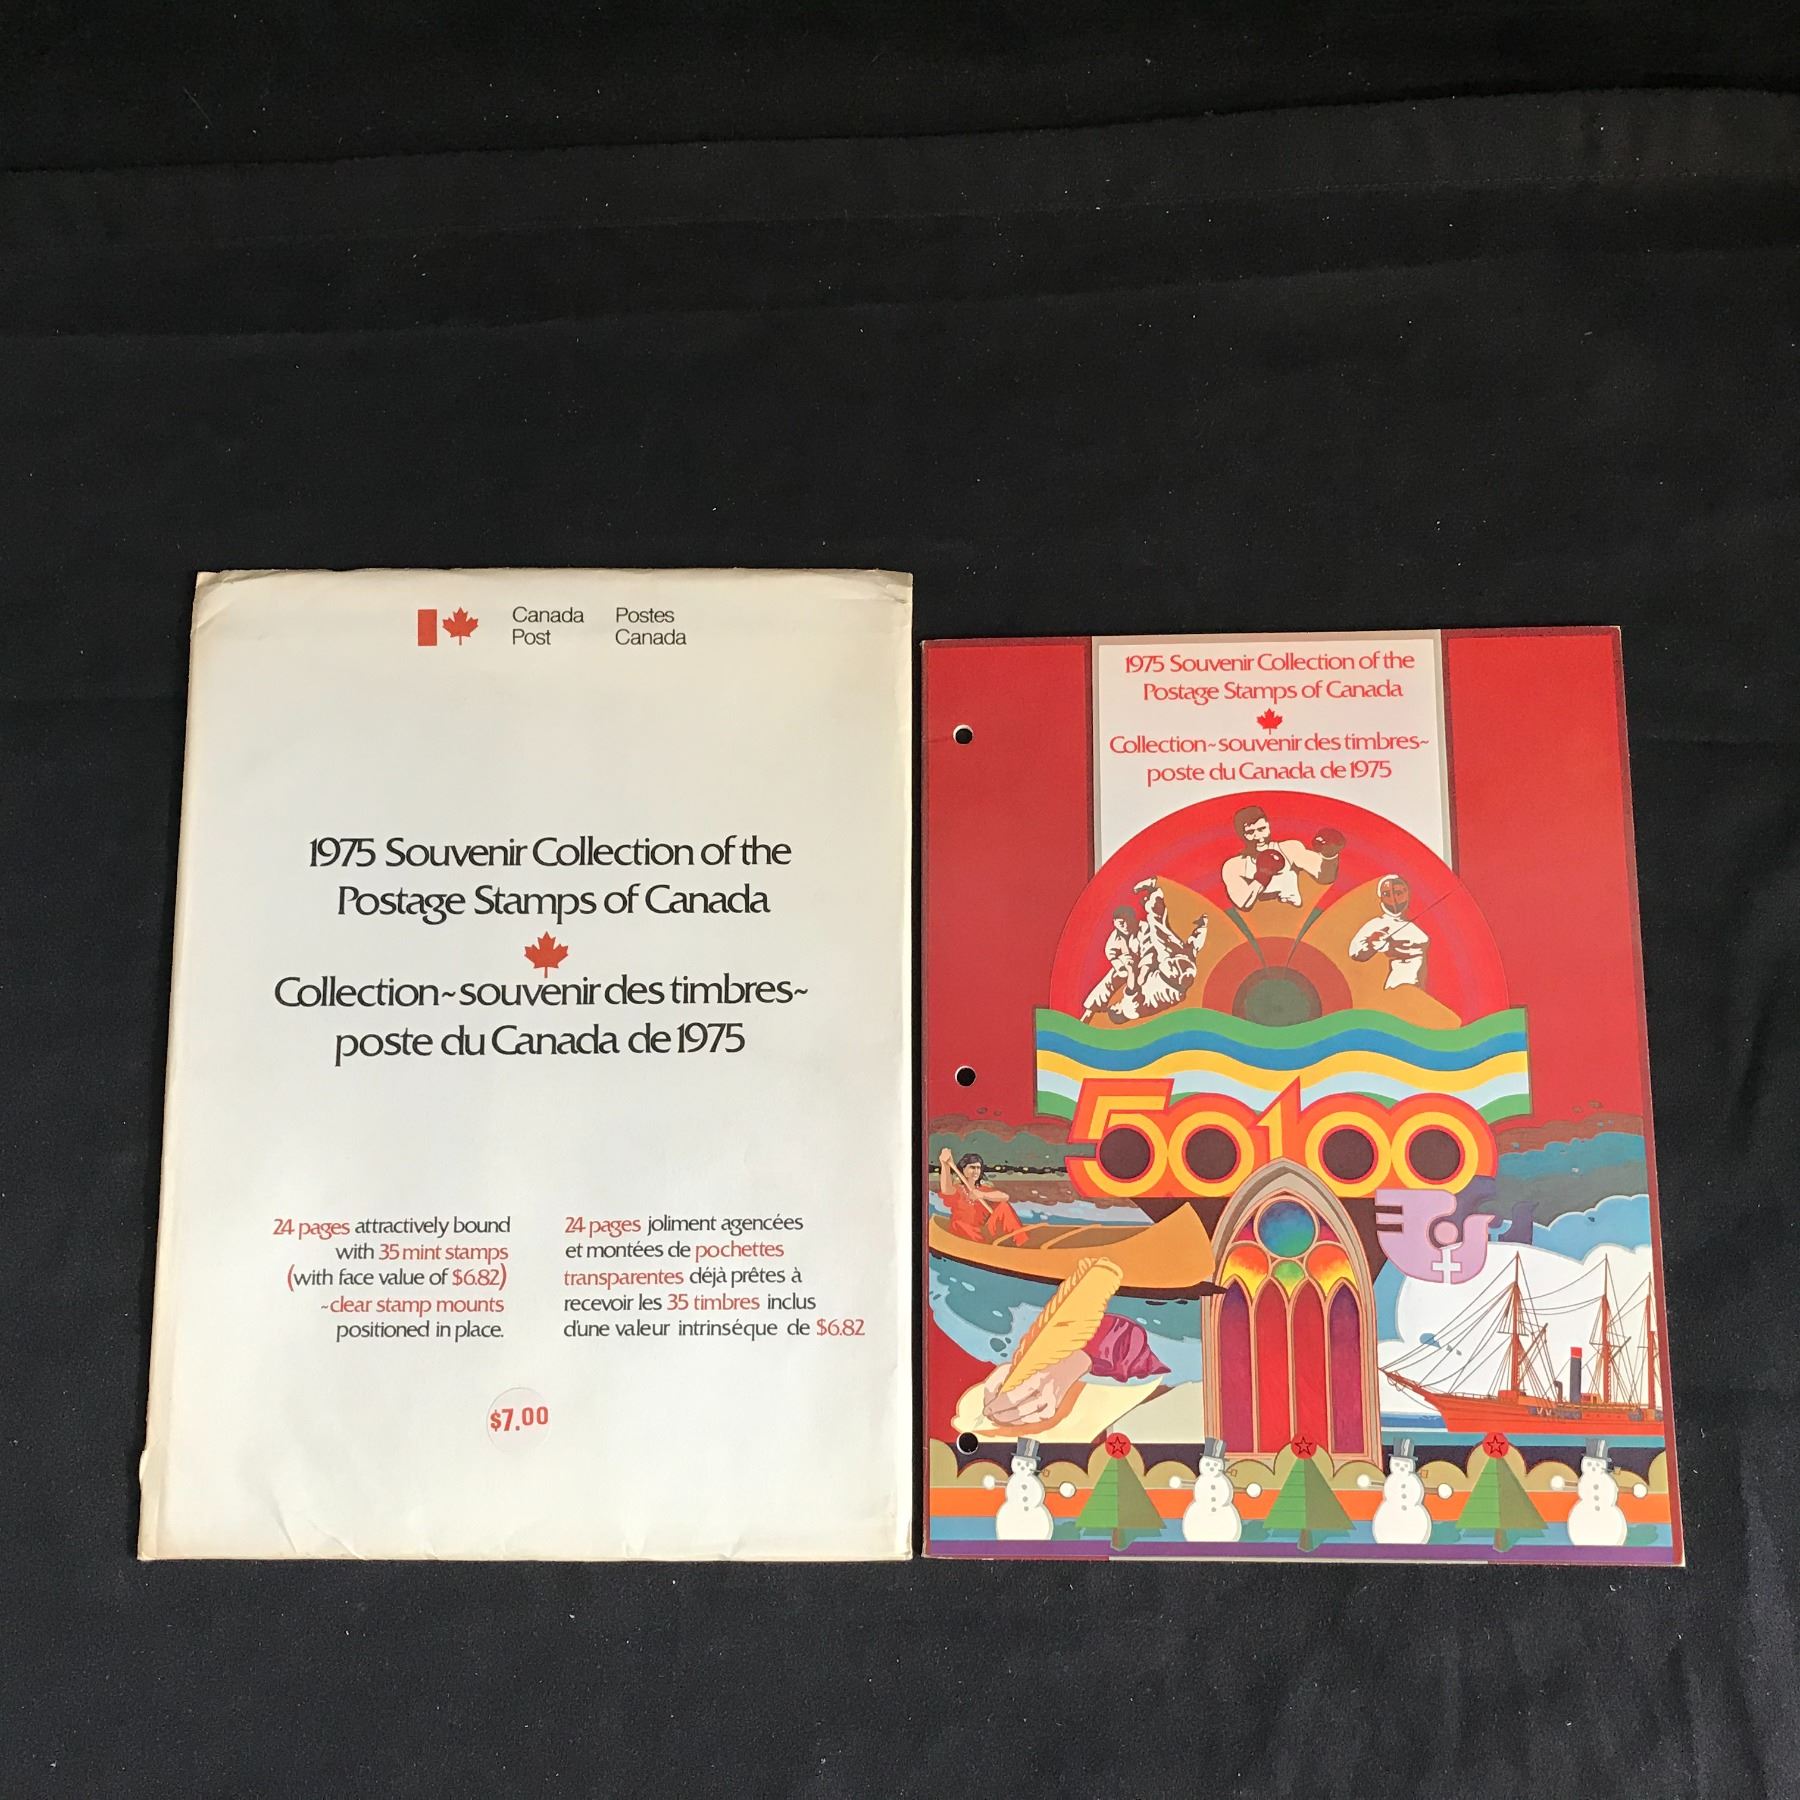 Canada Post
Postes Canada
1975 Souvenir Collection of the
Postage Stamps of Canada
Collection~souvenir des timbres~
poste du Canada de 1975
24 pages attractively bound
with 35 mint stamps
(with face value of $6.82)
~clear stamp mounts
positioned in place.
24 pages joliment agencées
et montées de pochettes
transparentes déjà prêtes à
recevoir les 35 timbres inclus
d'une valeur intrinséque de $6.82
$7.00
1975 Souvenir Collection of the
Postage Stamps of Canada
Collection~souvenir des timbres~
poste du Canada de 1975
50100